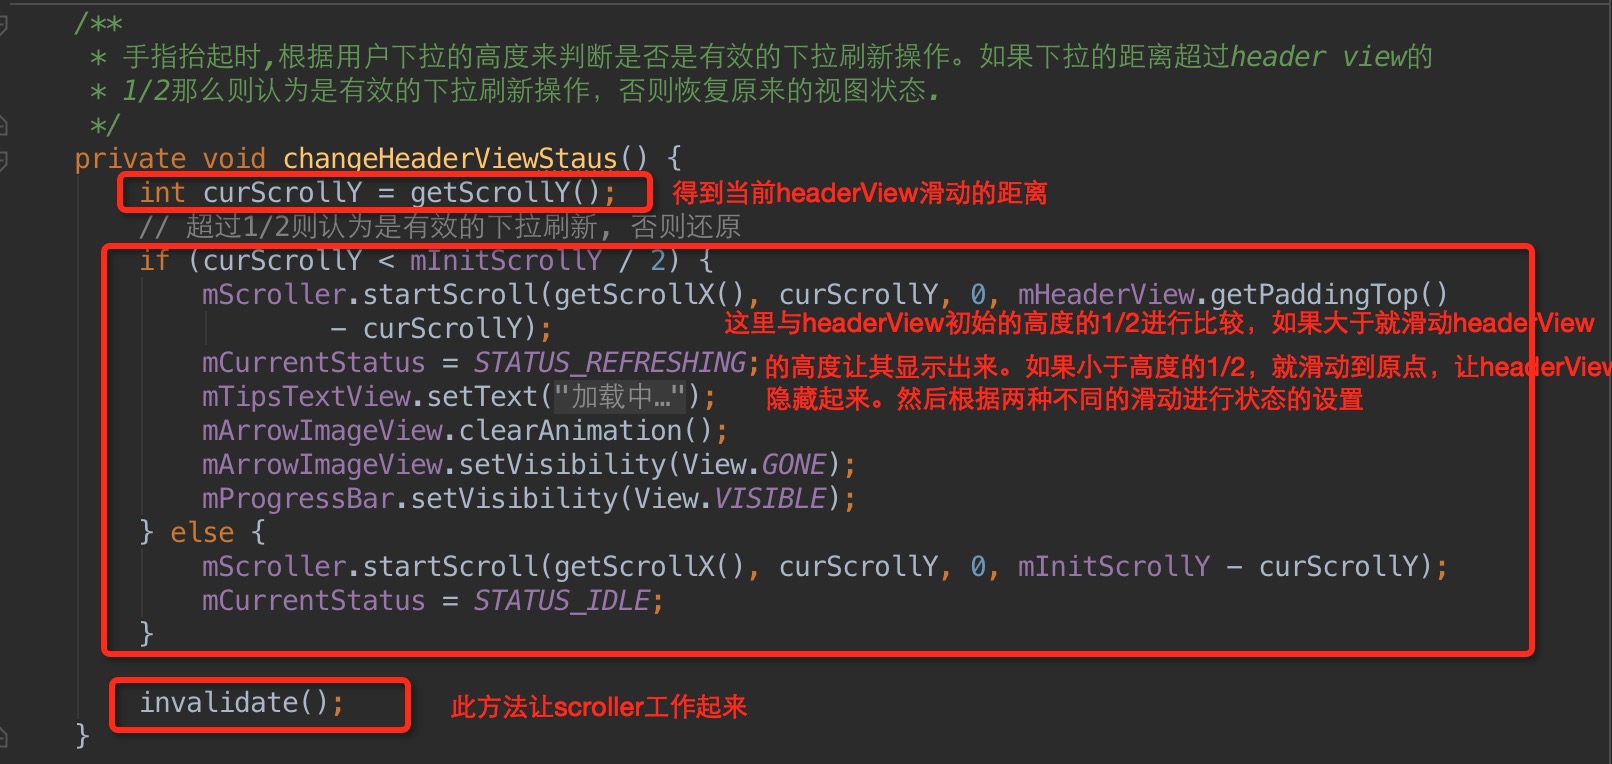 /**
* 手指抬起时,根据用户下拉的高度来判断是否是有效的下拉刷新操作。如果下拉的距离超过header view的
* 1/2那么则认为是有效的下拉刷新操作，否则恢复原来的视图状态.
*/
private void changeHeaderViewStaus() {
int curScrollY = getScrollY(); 得到当前headerView滑动的距离
// 超过1/2则认为是有效的下拉刷新, 否则还原
if (curScrollY < mInitScrollY / 2) {
mScroller.startScroll(getScrollX(), curScrollY, 0, mHeaderView.getPaddingTop()
- curScrollY); 这里与headerView初始的高度的1/2进行比较，如果大于就滑动headerView
mCurrentStatus = STATUS_REFRESHING; 的高度让其显示出来。如果小于高度的1/2，就滑动到原点，让headerView
mTipsTextView.setText("加载中…"); 隐藏起来。然后根据两种不同的滑动进行状态的设置
mArrowImageView.clearAnimation();
mArrowImageView.setVisibility(View.GONE);
mProgressBar.setVisibility(View.VISIBLE);
} else {
mScroller.startScroll(getScrollX(), curScrollY, 0, mInitScrollY - curScrollY);
mCurrentStatus = STATUS_IDLE;
}
invalidate(); 此方法让scroller工作起来
}